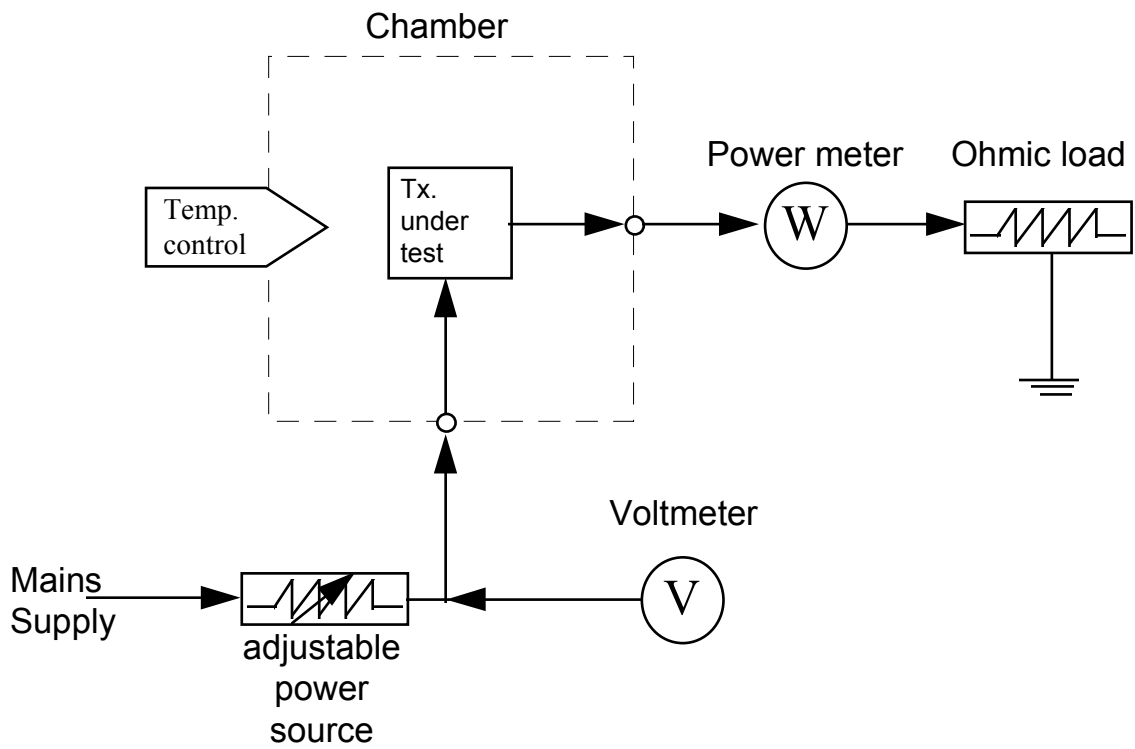 Chamber
Power meter
Ohmic load
Temp.
control
Tx.
under
test
W
Voltmeter
V
Mains
Supply
adjustable
power
source